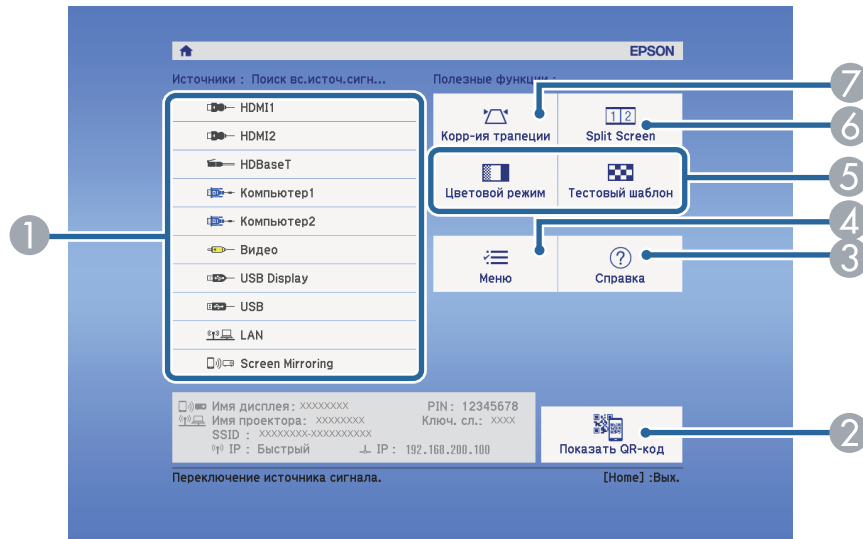 EPSON
Источники : Поиск вс.источ.сигн...
Полезные функции :
HDMI1
HDMI2
HDBaseT
Компьютер1
Компьютер2
Видео
USB Display
USB
LAN
Screen Mirroring
Корр-ия трапеции
1 2
Split Screen
Цветовой режим
Тестовый шаблон
Меню
?
Справка
Имя дисплея: XXXXXXXX
PIN: 12345678
Имя проектора: XXXXXXXX
Ключ. сл.: XXXX
SSID : XXXXXXXX-XXXXXXXXXX
IP : Быстрый
IP : 192.168.200.100
Показать QR-код
Переключение источника сигнала.
[Home] :Вых.
1
7
6
5
4
3
2